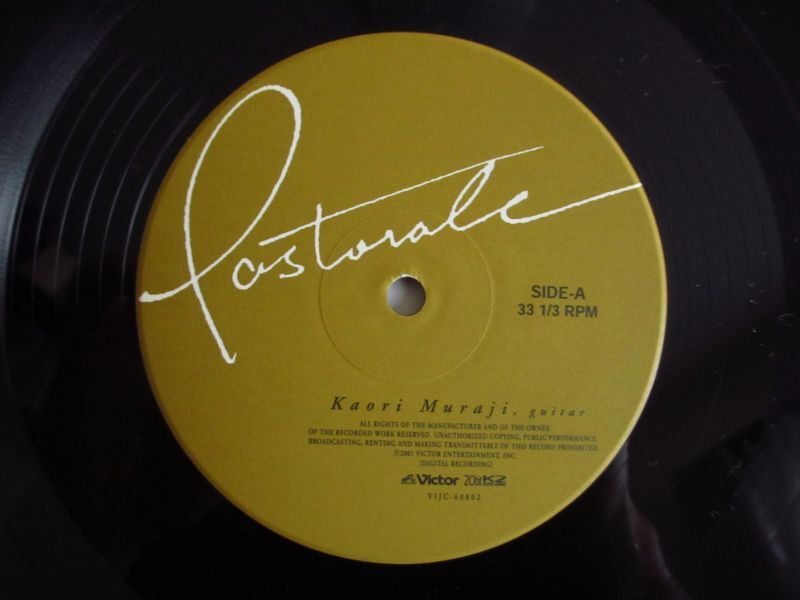 Pastorale
SIDE-A
33 1/3 RPM
Kaori Muraji, guitar
ALL RIGHTS OF THE MANUFACTURER AND OF THE OWNER
OF THE RECORDED WORK RESERVED. UNAUTHORIZED COPYING, PUBLIC PERFORMANCE,
BROADCASTING, RENTING AND MAKING TRANSMITTABLE OF THIS RECORD PROHIBITED.
℗2001 VICTOR ENTERTAINMENT, INC.
[DIGITAL RECORDING]
Victor 20bit K2
VIJC-60002